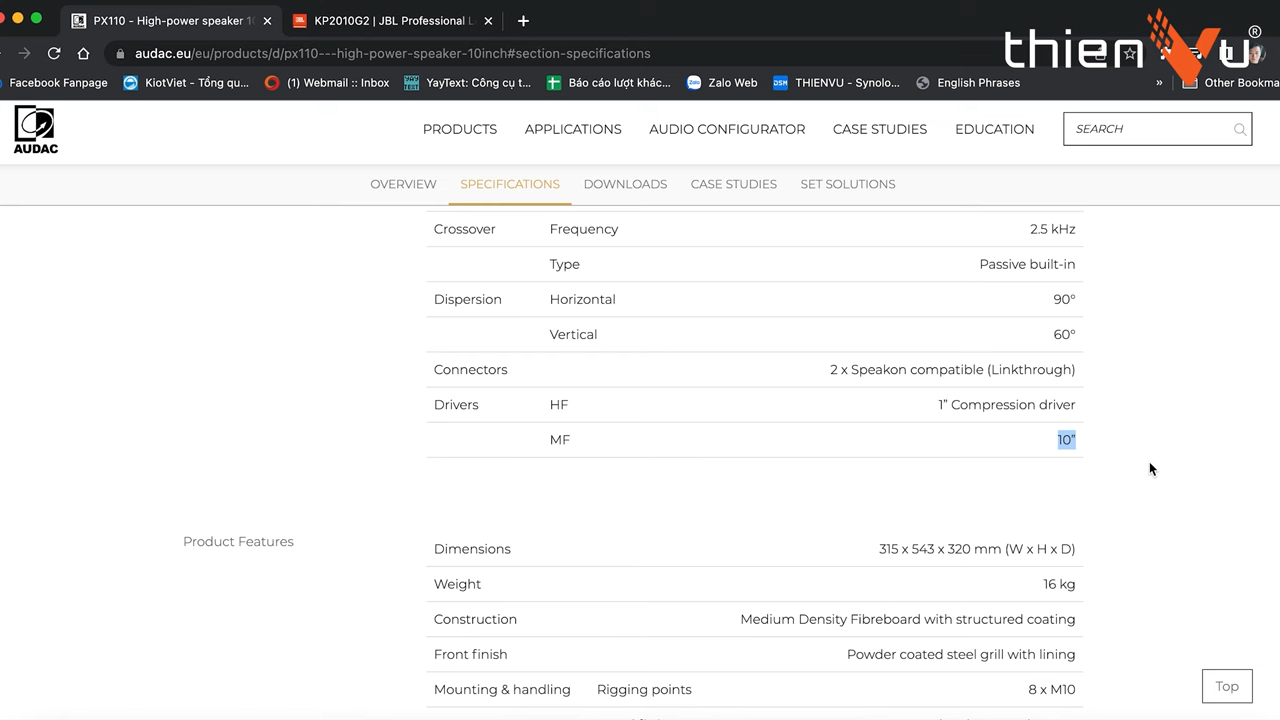 PX110 - High-power speaker 10
KP2010G2 | JBL Professional L
thienVu®
audac.eu/eu/products/d/px110---high-power-speaker-10inch#section-specifications
Facebook Fanpage
KiotViet - Tổng qu...
(1) Webmail :: Inbox
YayText: Công cụ t...
Báo cáo lượt khác...
Zalo Web
THIENVU - Synolo...
English Phrases
»
Other Bookma
AUDAC
PRODUCTS
APPLICATIONS
AUDIO CONFIGURATOR
CASE STUDIES
EDUCATION
SEARCH
OVERVIEW
SPECIFICATIONS
DOWNLOADS
CASE STUDIES
SET SOLUTIONS
Crossover Frequency 2.5 kHz
Type Passive built-in
Dispersion Horizontal 90°
Vertical 60°
Connectors 2 x Speakon compatible (Linkthrough)
Drivers HF 1” Compression driver
MF 10”
Product Features
Dimensions 315 x 543 x 320 mm (W x H x D)
Weight 16 kg
Construction Medium Density Fibreboard with structured coating
Front finish Powder coated steel grill with lining
Mounting & handling Rigging points 8 x M10
Top